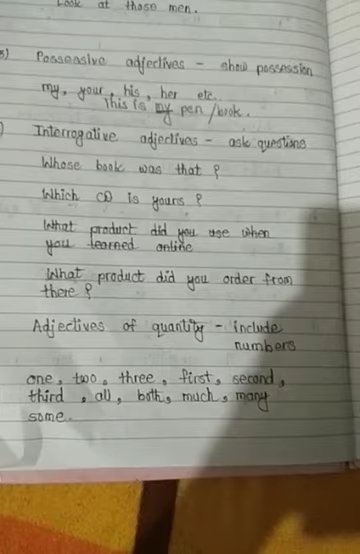 Look at those men.
3) Possessive adjectives - show possession
my, your, his, her etc.
This is my pen/book.
) Interrogative adjectives - ask questions
Whose book was that ?
Which CD is yours ?
What product did you use when
you learned online
What product did you order from
there ?
Adjectives of quantity - include
numbers
one, two, three, first, second,
third, all, both, much, many
some.